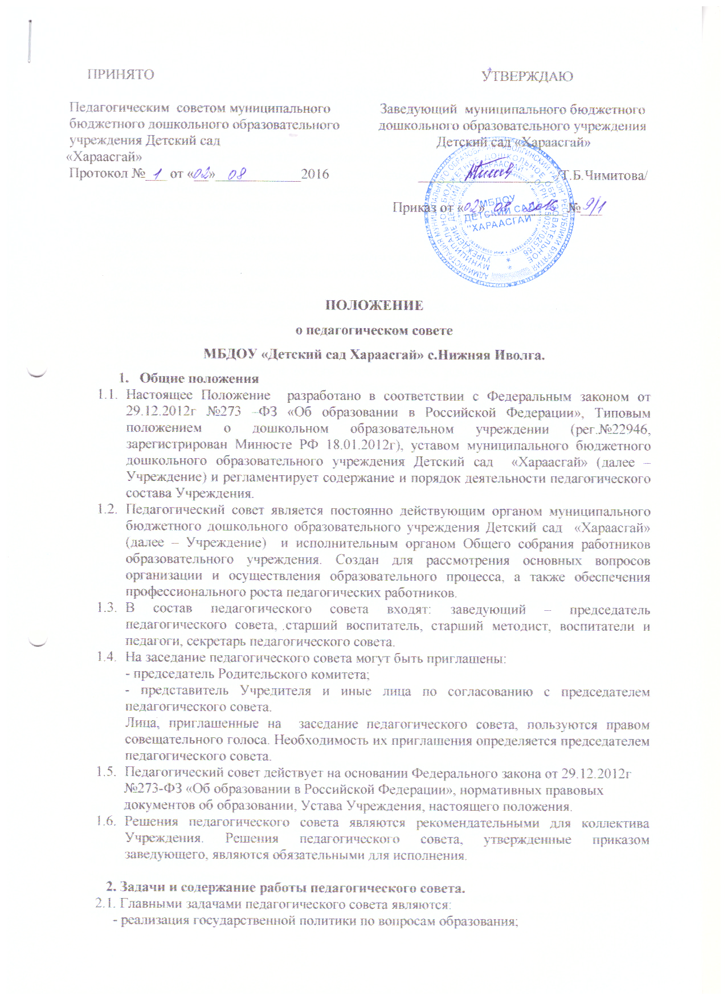 ПРИНЯТО
УТВЕРЖДАЮ
Педагогическим советом муниципального
бюджетного дошкольного образовательного
учреждения Детский сад
«Хараасгай»
Протокол № 1 от «02» 08 2016
Заведующий муниципального бюджетного
дошкольного образовательного учреждения
Детский сад «Хараасгай»
Т.Б.Чимитова/
Приказ от «02» 08 2016 № 9/1
МБДОУ
ДЕТСКИЙ САД
"ХАРААСГАЙ"
ПОЛОЖЕНИЕ
о педагогическом совете
МБДОУ «Детский сад Хараасгай» с.Нижняя Иволга.
1. Общие положения
1.1. Настоящее Положение разработано в соответствии с Федеральным законом от
29.12.2012г №273 –ФЗ «Об образовании в Российской Федерации», Типовым
положением о дошкольном образовательном учреждении (рег.№22946,
зарегистрирован Минюсте РФ 18.01.2012г), уставом муниципального бюджетного
дошкольного образовательного учреждения Детский сад «Хараасгай» (далее –
Учреждение) и регламентирует содержание и порядок деятельности педагогического
состава Учреждения.
1.2. Педагогический совет является постоянно действующим органом муниципального
бюджетного дошкольного образовательного учреждения Детский сад «Хараасгай»
(далее – Учреждение) и исполнительным органом Общего собрания работников
образовательного учреждения. Создан для рассмотрения основных вопросов
организации и осуществления образовательного процесса, а также обеспечения
профессионального роста педагогических работников.
1.3. В состав педагогического совета входят: заведующий – председатель
педагогического совета, .старший воспитатель, старший методист, воспитатели и
педагоги, секретарь педагогического совета.
1.4. На заседание педагогического совета могут быть приглашены:
- председатель Родительского комитета;
- представитель Учредителя и иные лица по согласованию с председателем
педагогического совета.
Лица, приглашенные на заседание педагогического совета, пользуются правом
совещательного голоса. Необходимость их приглашения определяется председателем
педагогического совета.
1.5. Педагогический совет действует на основании Федерального закона от 29.12.2012г
№273-ФЗ «Об образовании в Российской Федерации», нормативных правовых
документов об образовании, Устава Учреждения, настоящего положения.
1.6. Решения педагогического совета являются рекомендательными для коллектива
Учреждения. Решения педагогического совета, утвержденные приказом
заведующего, являются обязательными для исполнения.
2. Задачи и содержание работы педагогического совета.
2.1. Главными задачами педагогического совета являются:
- реализация государственной политики по вопросам образования;